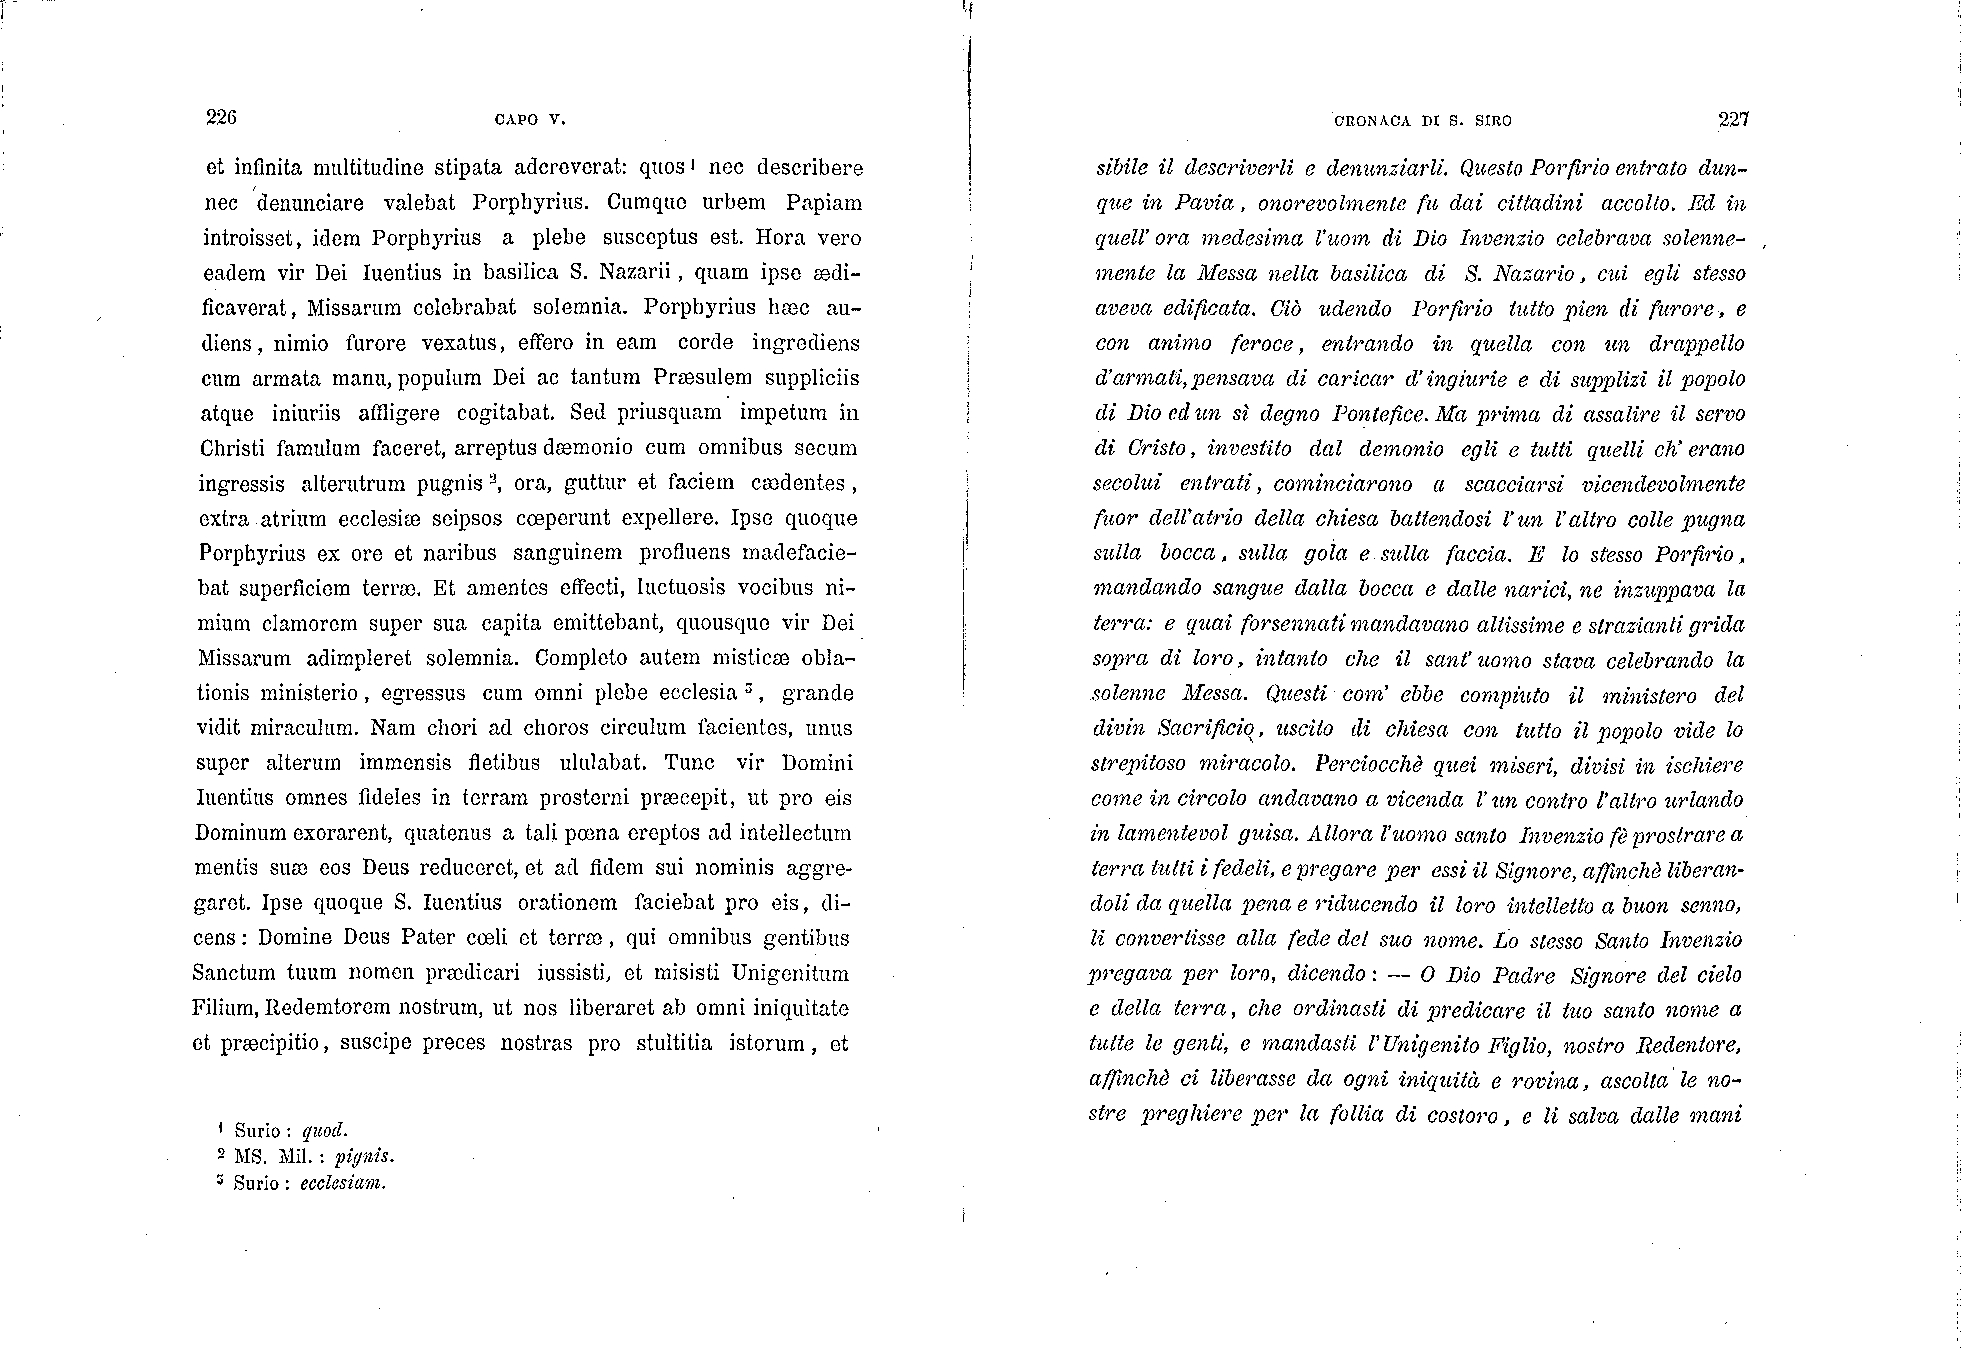 226
CAPO V.
et infinita multitudine stipata adcreverat: quos¹ nec describere
nec denunciare valebat Porphyrius. Cumque urbem Papiam
introisset, idem Porphyrius a plebe susceptus est. Hora vero
eadem vir Dei Iuentius in basilica S. Nazarii, quam ipse ædi-
ficaverat, Missarum celebrabat solemnia. Porphyrius hæc au-
diens, nimio furore vexatus, effero in eam corde ingrediens
cum armata manu, populum Dei ac tantum Præsulem suppliciis
atque iniuriis affligere cogitabat. Sed priusquam impetum in
Christi famulum faceret, arreptus dæmonio cum omnibus secum
ingressis alterutrum pugnis², ora, guttur et faciem cædentes,
extra atrium ecclesiæ seipsos cœperunt expellere. Ipse quoque
Porphyrius ex ore et naribus sanguinem profluens madefacie-
bat superficiem terræ. Et amentes effecti, luctuosis vocibus ni-
mium clamorem super sua capita emittebant, quousque vir Dei
Missarum adimpleret solemnia. Completo autem misticæ obla-
tionis ministerio, egressus cum omni plebe ecclesia³, grande
vidit miraculum. Nam chori ad choros circulum facientes, unus
super alterum immensis fletibus ululabat. Tunc vir Domini
Iuentius omnes fideles in terram prosterni præcepit, ut pro eis
Dominum exorarent, quatenus a tali pœna ereptos ad intellectum
mentis suæ eos Deus reduceret, et ad fidem sui nominis aggre-
garet. Ipse quoque S. Iuentius orationem faciebat pro eis, di-
cens: Domine Deus Pater cœli et terræ, qui omnibus gentibus
Sanctum tuum nomen prædicari iussisti, et misisti Unigenitum
Filium, Redemtorem nostrum, ut nos liberaret ab omni iniquitate
et præcipitio, suscipe preces nostras pro stultitia istorum, et
¹ Surio: quod.
² MS. Mil.: pignis.
³ Surio: ecclesiam.
CRONACA DI S. SIRO
227
sibile il descriverli e denunziarli. Questo Porfirio entrato dun-
que in Pavia, onorevolmente fu dai cittadini accolto. Ed in
quell' ora medesima l'uom di Dio Invenzio celebrava solenne-
mente la Messa nella basilica di S. Nazario, cui egli stesso
aveva edificata. Ciò udendo Porfirio tutto pien di furore, e
con animo feroce, entrando in quella con un drappello
d'armati, pensava di caricar d'ingiurie e di supplizi il popolo
di Dio ed un sì degno Pontefice. Ma prima di assalire il servo
di Cristo, investito dal demonio egli e tutti quelli ch' erano
secolui entrati, cominciarono a scacciarsi vicendevolmente
fuor dell'atrio della chiesa battendosi l'un l'altro colle pugna
sulla bocca, sulla gola e sulla faccia. E lo stesso Porfirio,
mandando sangue dalla bocca e dalle narici, ne inzuppava la
terra: e quai forsennati mandavano altissime e strazianti grida
sopra di loro, intanto che il sant' uomo stava celebrando la
solenne Messa. Questi com' ebbe compiuto il ministero del
divin Sacrificio, uscito di chiesa con tutto il popolo vide lo
strepitoso miracolo. Perciocchè quei miseri, divisi in ischiere
come in circolo andavano a vicenda l'un contro l'altro urlando
in lamentevol guisa. Allora l'uomo santo Invenzio fè prostrare a
terra tutti i fedeli, e pregare per essi il Signore, affinchè liberan-
doli da quella pena e riducendo il loro intelletto a buon senno,
li convertisse alla fede del suo nome. Lo stesso Santo Invenzio
pregava per loro, dicendo: — O Dio Padre Signore del cielo
e della terra, che ordinasti di predicare il tuo santo nome a
tutte le genti, e mandasti l'Unigenito Figlio, nostro Redentore,
affinchè ci liberasse da ogni iniquità e rovina, ascolta le no-
stre preghiere per la follia di costoro, e li salva dalle mani